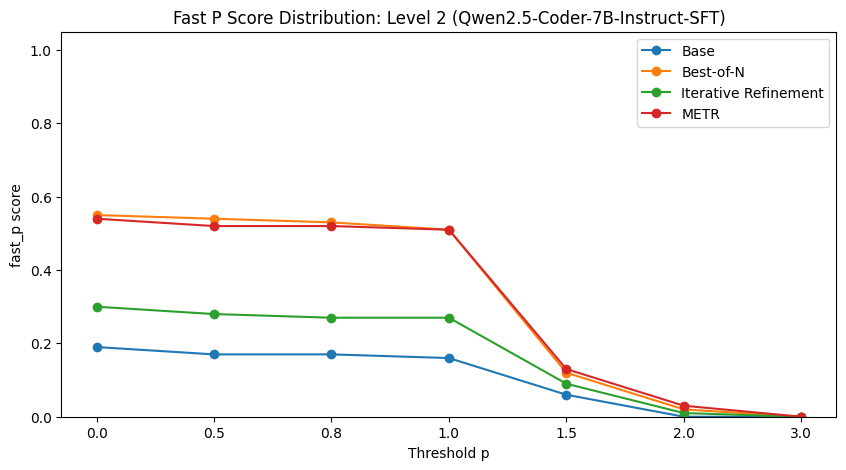 Fast P Score Distribution: Level 2 (Qwen2.5-Coder-7B-Instruct-SFT)
Base
Best-of-N
Iterative Refinement
METR
fast_p score
1.0
0.8
0.6
0.4
0.2
0.0
0.0 0.5 0.8 1.0 1.5 2.0 3.0
Threshold p